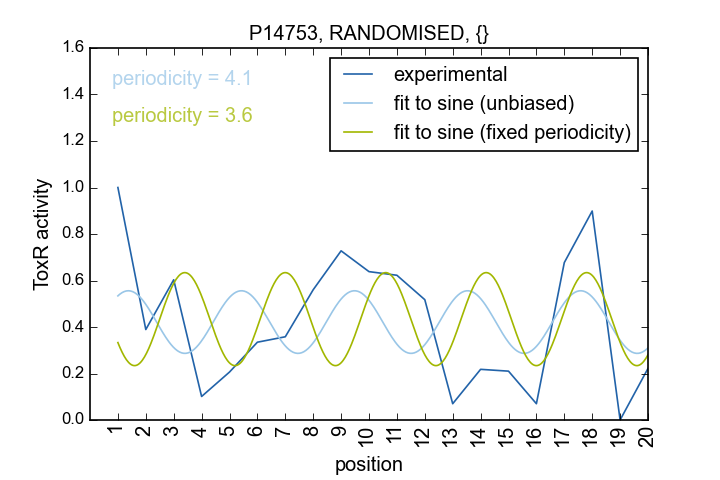 P14753, RANDOMISED, {}
periodicity = 4.1
periodicity = 3.6
experimental
fit to sine (unbiased)
fit to sine (fixed periodicity)
ToxR activity
1.6
1.4
1.2
1.0
0.8
0.6
0.4
0.2
0.0
1 2 3 4 5 6 7 8 9 10 11 12 13 14 15 16 17 18 19 20
position